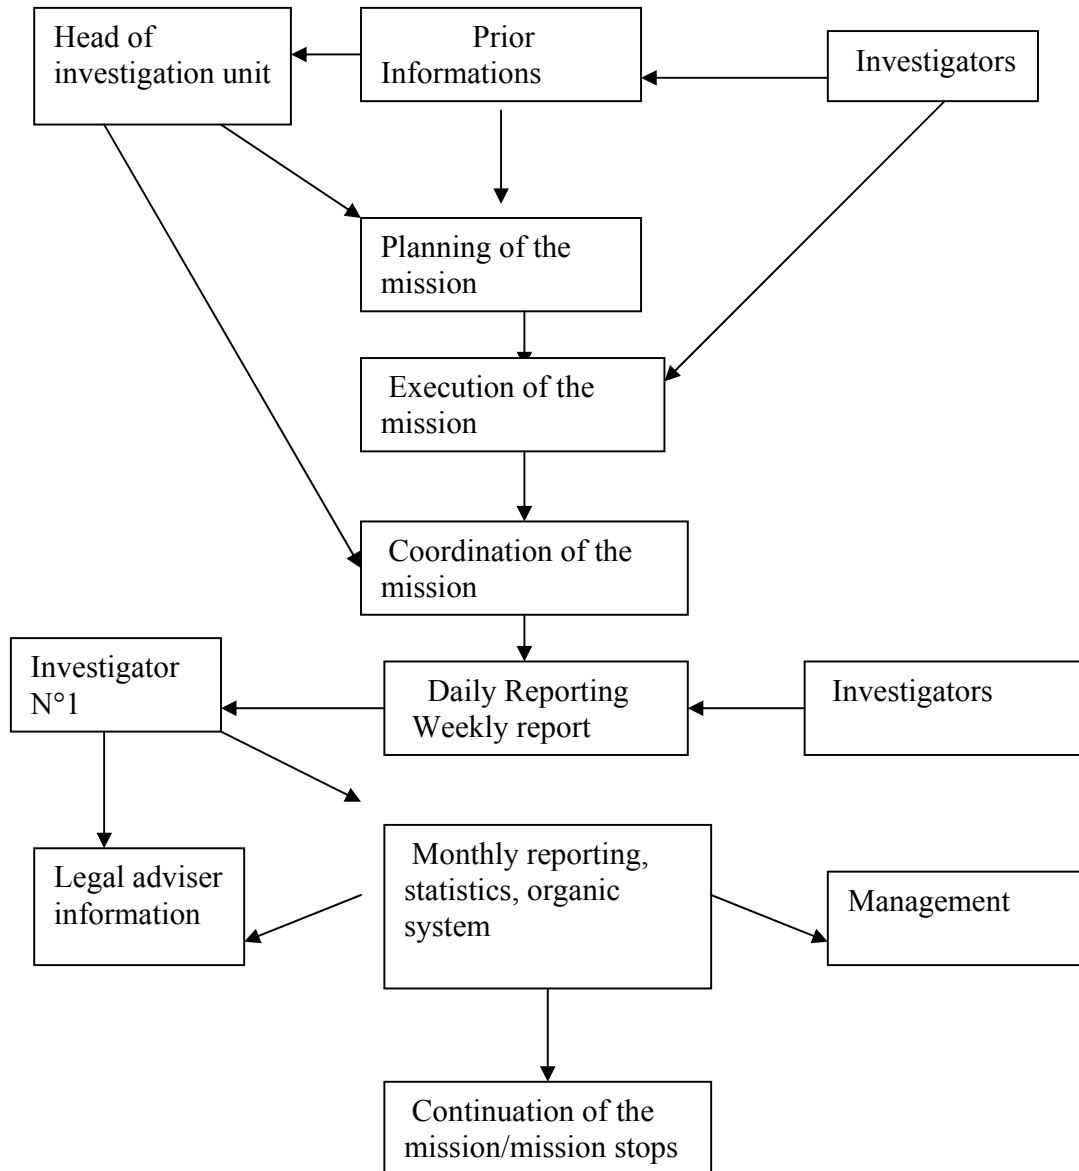 Head of
investigation unit
Prior
Informations
Investigators
Planning of the
mission
Execution of the
mission
Coordination of the
mission
Investigator
N°1
Daily Reporting
Weekly report
Investigators
Legal adviser
information
Monthly reporting,
statistics, organic
system
Management
Continuation of the
mission/mission stops